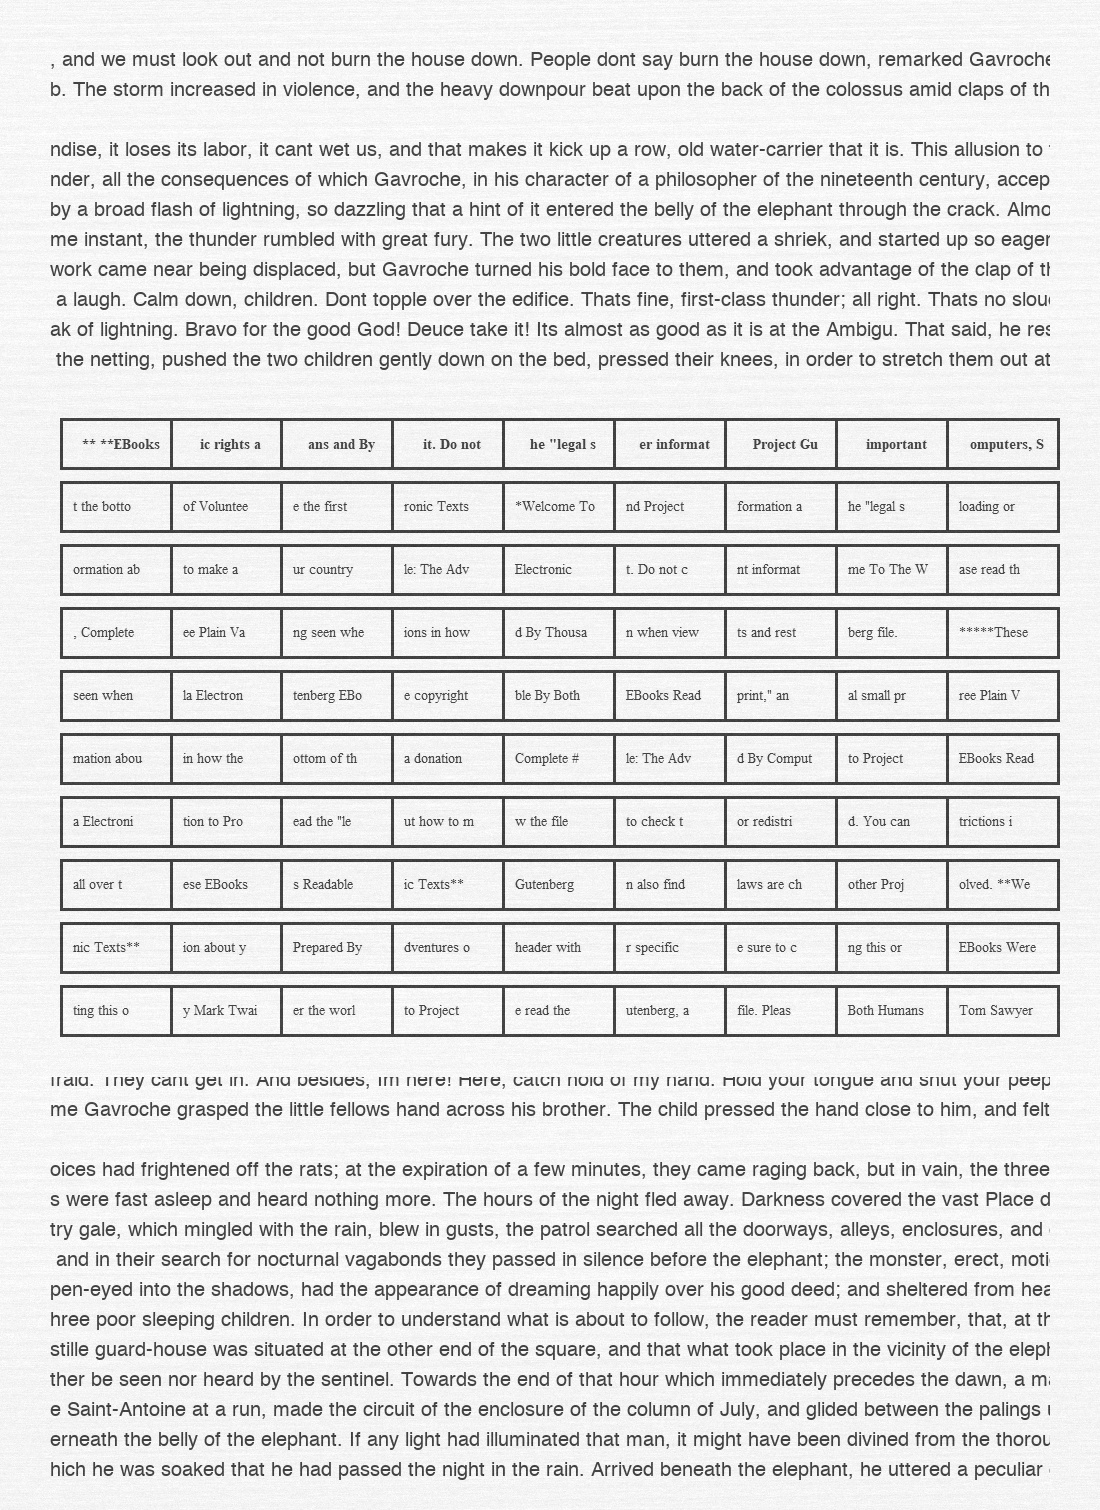 , and we must look out and not burn the house down. People dont say burn the house down, remarked Gavroche
b. The storm increased in violence, and the heavy downpour beat upon the back of the colossus amid claps of th
ndise, it loses its labor, it cant wet us, and that makes it kick up a row, old water-carrier that it is. This allusion to
nder, all the consequences of which Gavroche, in his character of a philosopher of the nineteenth century, accep
by a broad flash of lightning, so dazzling that a hint of it entered the belly of the elephant through the crack. Almo
me instant, the thunder rumbled with great fury. The two little creatures uttered a shriek, and started up so eager
work came near being displaced, but Gavroche turned his bold face to them, and took advantage of the clap of th
a laugh. Calm down, children. Dont topple over the edifice. Thats fine, first-class thunder; all right. Thats no slou
ak of lightning. Bravo for the good God! Deuce take it! Its almost as good as it is at the Ambigu. That said, he res
the netting, pushed the two children gently down on the bed, pressed their knees, in order to stretch them out at
** **EBooks ic rights a ans and By it. Do not he "legal s er informat Project Gu important omputers, S
t the botto of Voluntee e the first ronic Texts *Welcome To nd Project formation a he "legal s loading or
ormation ab to make a ur country le: The Adv Electronic t. Do not c nt informat me To The W ase read th
, Complete ee Plain Va ng seen whe ions in how d By Thousa n when view ts and rest berg file. *****These
seen when la Electron tenberg EBo e copyright ble By Both EBooks Read print," an al small pr ree Plain V
mation abou in how the ottom of th a donation Complete # le: The Adv d By Comput to Project EBooks Read
a Electroni tion to Pro ead the "le ut how to m w the file to check t or redistri d. You can trictions i
all over t ese EBooks s Readable ic Texts** Gutenberg n also find laws are ch other Proj olved. **We
nic Texts** ion about y Prepared By dventures o header with r specific e sure to c ng this or EBooks Were
ting this o y Mark Twai er the worl to Project e read the utenberg, a file. Pleas Both Humans Tom Sawyer
fraid. They cant get in. And besides, Im here! Here, catch hold of my hand. Hold your tongue and shut your peep
me Gavroche grasped the little fellows hand across his brother. The child pressed the hand close to him, and felt
oices had frightened off the rats; at the expiration of a few minutes, they came raging back, but in vain, the three
s were fast asleep and heard nothing more. The hours of the night fled away. Darkness covered the vast Place d
try gale, which mingled with the rain, blew in gusts, the patrol searched all the doorways, alleys, enclosures, and
and in their search for nocturnal vagabonds they passed in silence before the elephant; the monster, erect, moti
pen-eyed into the shadows, had the appearance of dreaming happily over his good deed; and sheltered from hea
hree poor sleeping children. In order to understand what is about to follow, the reader must remember, that, at th
stille guard-house was situated at the other end of the square, and that what took place in the vicinity of the eleph
ther be seen nor heard by the sentinel. Towards the end of that hour which immediately precedes the dawn, a ma
e Saint-Antoine at a run, made the circuit of the enclosure of the column of July, and glided between the palings
erneath the belly of the elephant. If any light had illuminated that man, it might have been divined from the thorou
hich he was soaked that he had passed the night in the rain. Arrived beneath the elephant, he uttered a peculiar